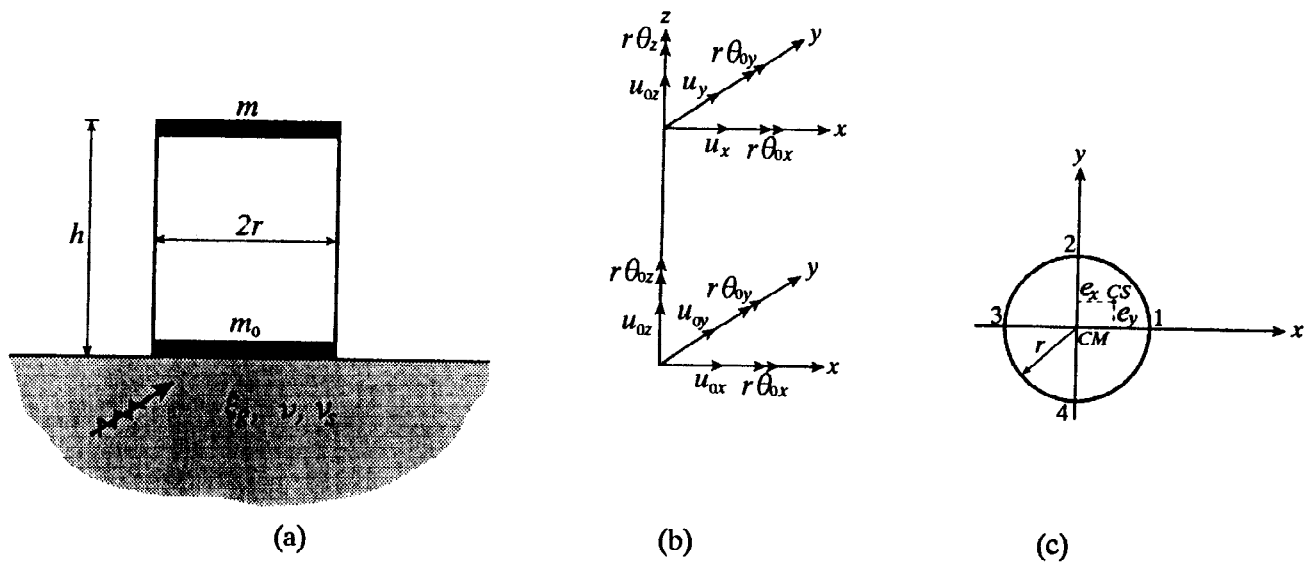 m
h
2r
m₀
(a)
z
rθz
y
rθ0y
u0z
uy
x
ux
rθ0x
rθ0z
y
rθ0y
u0z
u0y
x
u0x
rθ0x
(b)
y
2
ex
CS
3
ey
1
x
CM
r
4
(c)